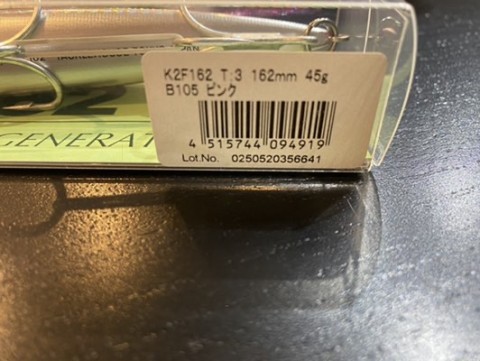 K2F162 T:3 162mm 45g
B105 ピンク
4 515744 094919
Lot.No. 0250520356641
GENERAT